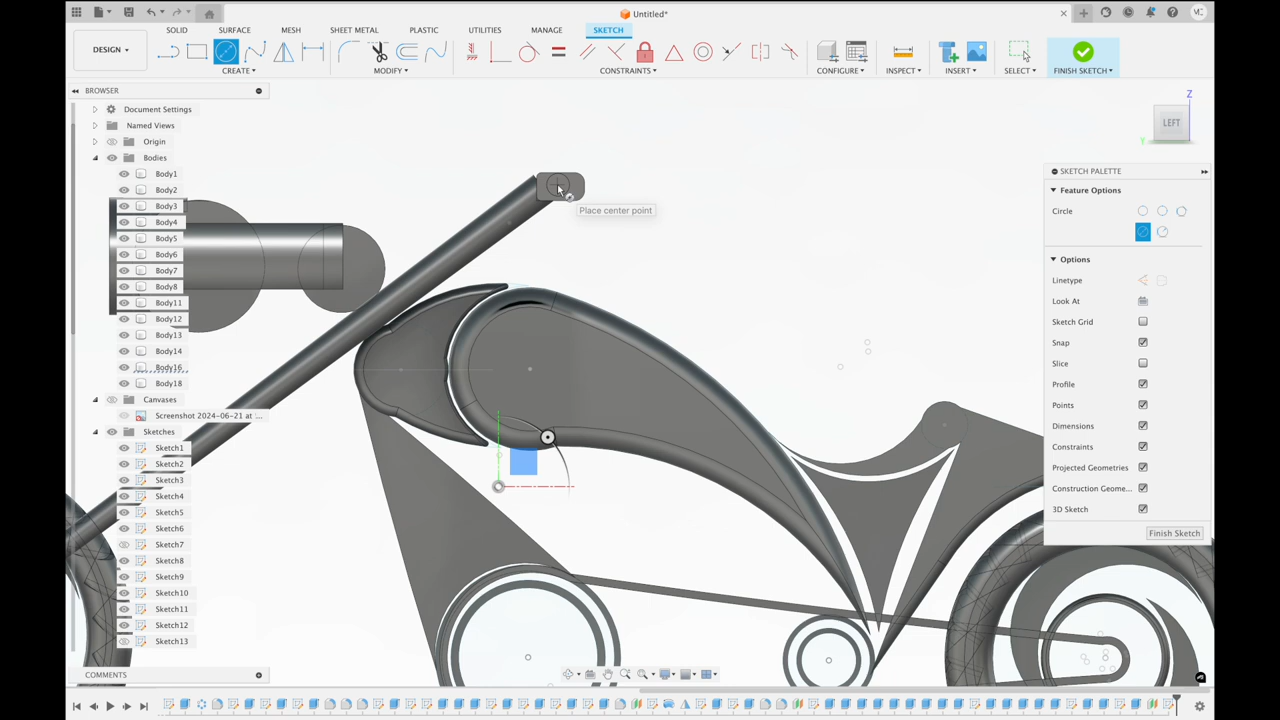 Untitled*
MC
DESIGN
SOLID
SURFACE
MESH
SHEET METAL
PLASTIC
UTILITIES
MANAGE
SKETCH
CREATE
MODIFY
CONSTRAINTS
CONFIGURE
INSPECT
INSERT
SELECT
FINISH SKETCH
BROWSER
Document Settings
Named Views
Origin
Bodies
Body1
Body2
Body3
Body4
Body5
Body6
Body7
Body8
Body11
Body12
Body13
Body14
Body16
Body18
Canvases
Screenshot 2024-06-21 at ...
Sketches
Sketch1
Sketch2
Sketch3
Sketch4
Sketch5
Sketch6
Sketch7
Sketch8
Sketch9
Sketch10
Sketch11
Sketch12
Sketch13
COMMENTS
Place center point
Z
LEFT
Y
SKETCH PALETTE
Feature Options
Circle
Options
Linetype
Look At
Sketch Grid
Snap
Slice
Profile
Points
Dimensions
Constraints
Projected Geometries
Construction Geome...
3D Sketch
Finish Sketch